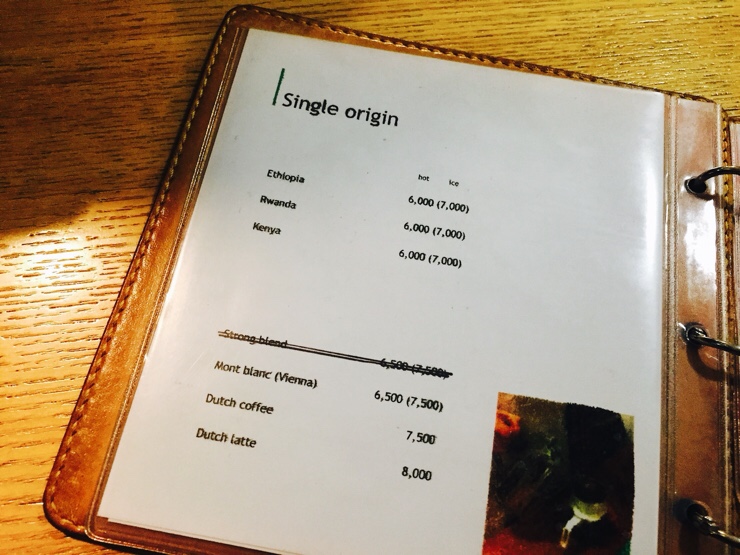 Single origin
hot ice
Ethiopia 6,000 (7,000)
Rwanda 6,000 (7,000)
Kenya 6,000 (7,000)
Strong blend 6,500 (7,500)
Mont blanc (Vienna) 6,500 (7,500)
Dutch coffee 7,500
Dutch latte 8,000